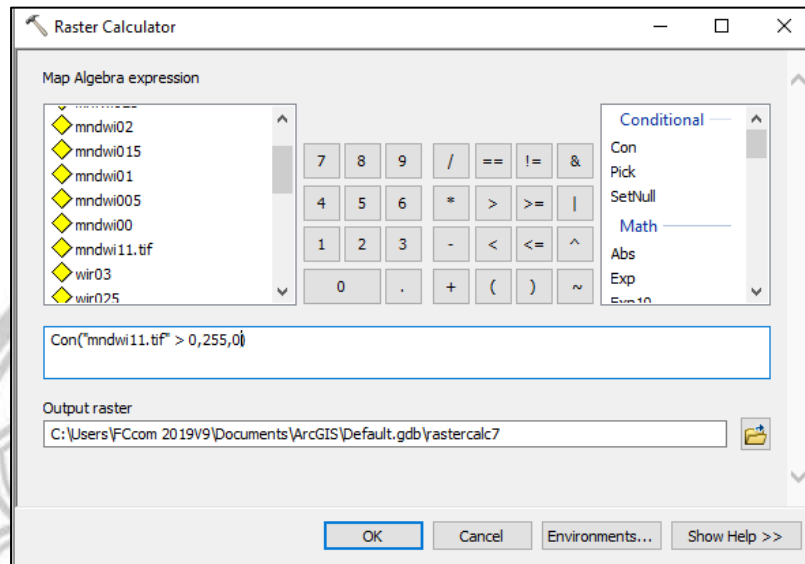 Raster Calculator
Map Algebra expression
mndwi02
mndwi015
mndwi01
mndwi005
mndwi00
mndwi11.tif
wir03
wir025
7 8 9 / == != &
4 5 6 * > >= |
1 2 3 - < <= ^
0 . + ( ) ~
Conditional
Con
Pick
SetNull
Math
Abs
Exp
Exp10
Con("mndwi11.tif" > 0,255,0)
Output raster
C:\Users\FCcom 2019V9\Documents\ArcGIS\Default.gdb\rastercalc7
OK Cancel Environments... Show Help >>